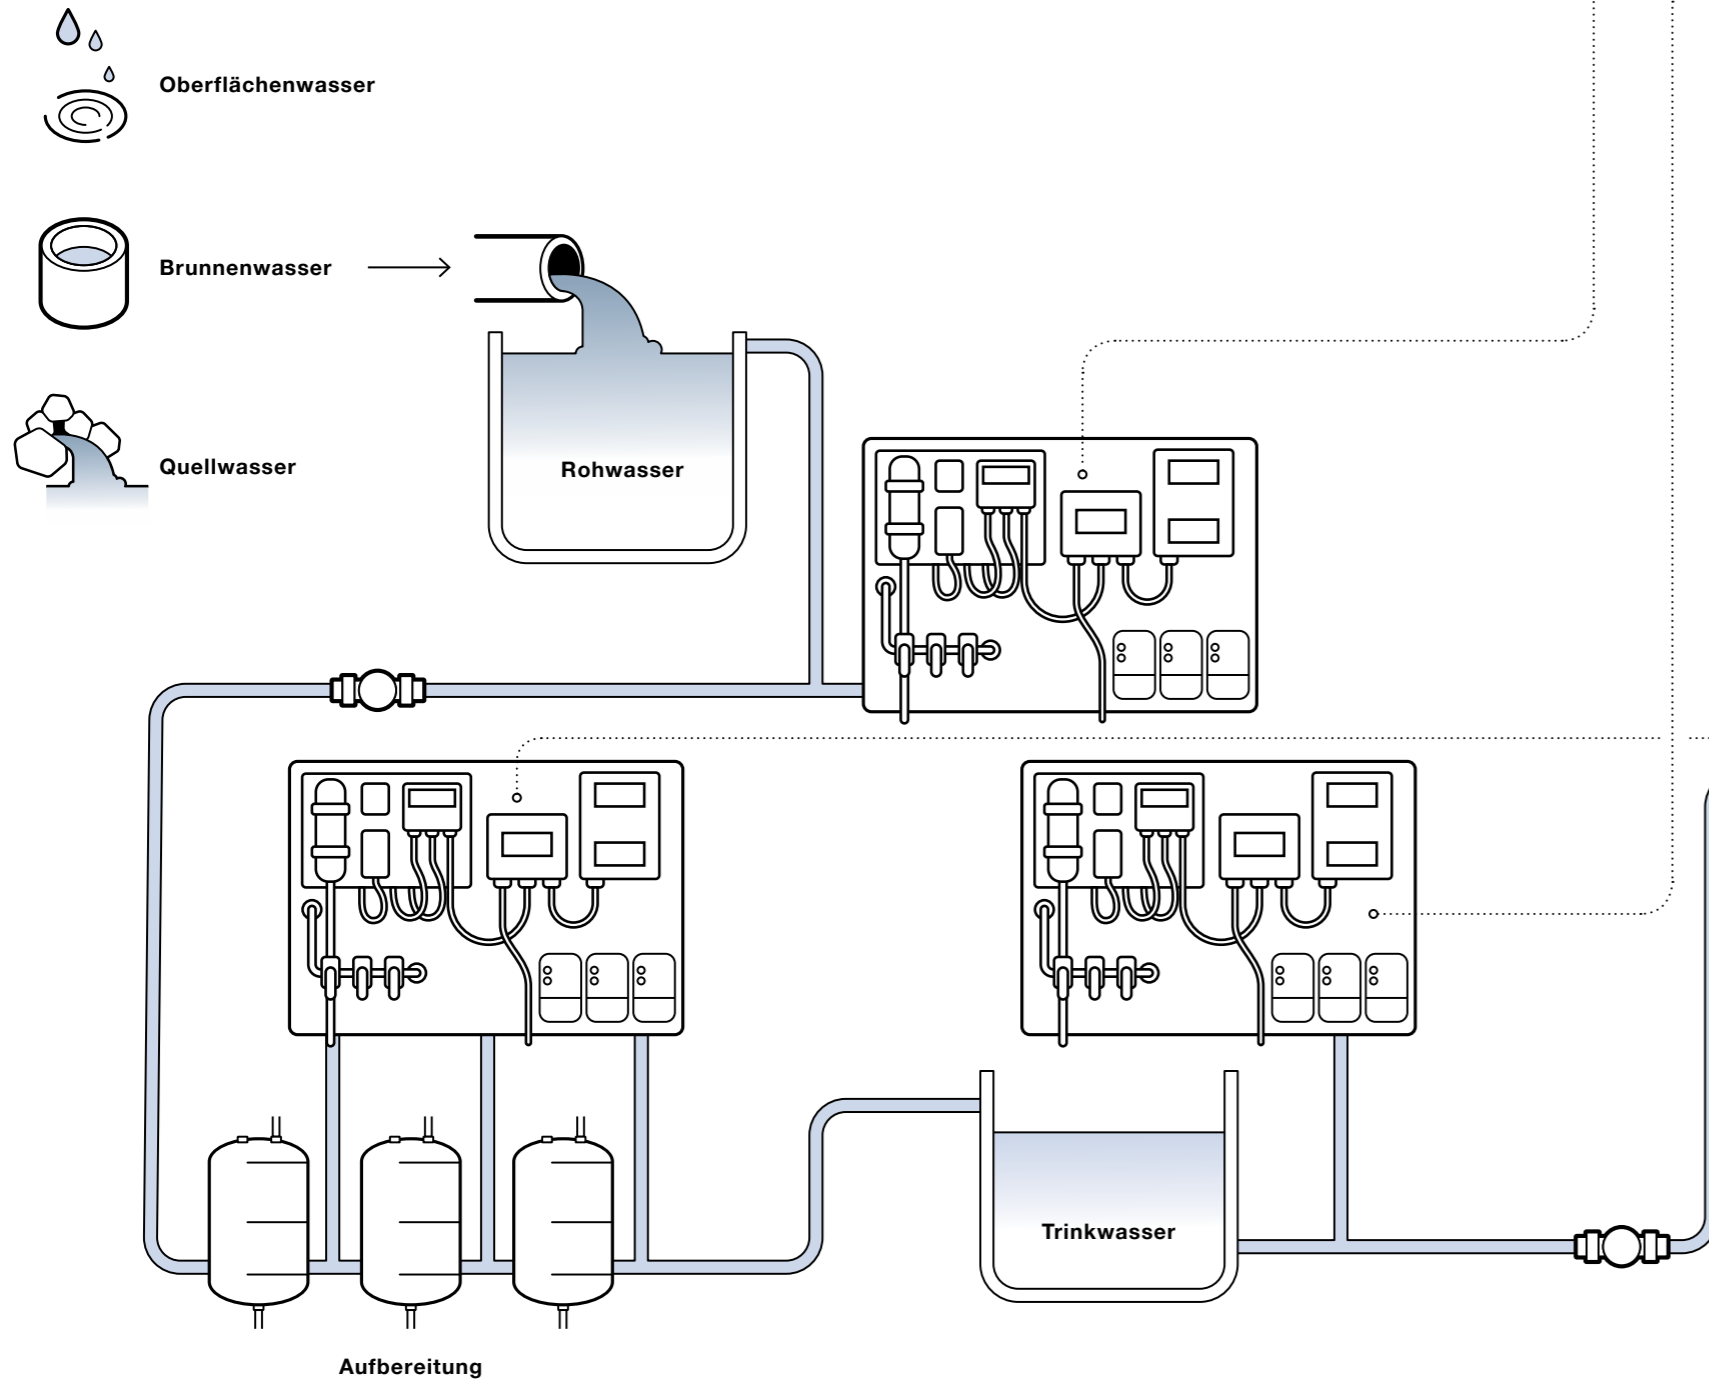 Oberflächenwasser
Brunnenwasser
Quellwasser
Rohwasser
Trinkwasser
Aufbereitung